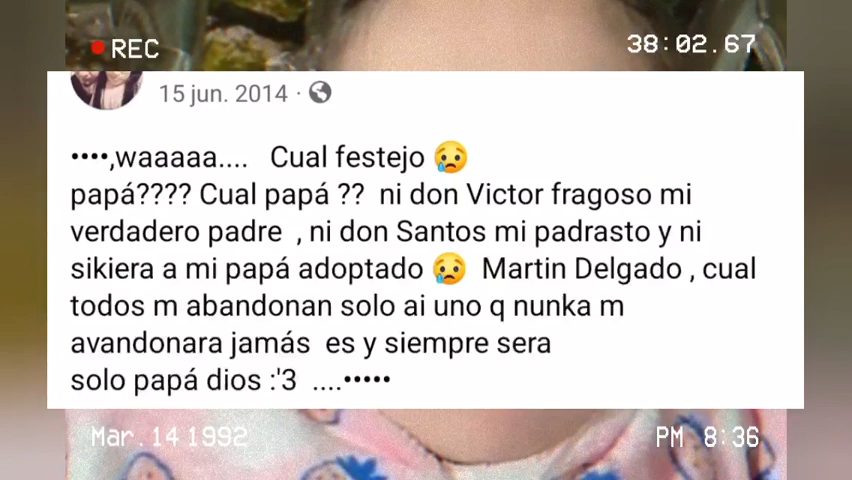 REC
38:02.67
15 jun. 2014 ·
••••,waaaaa.... Cual festejo 😢
papá???? Cual papá ?? ni don Victor fragoso mi
verdadero padre , ni don Santos mi padrasto y ni
sikiera a mi papá adoptado 😢 Martin Delgado , cual
todos m abandonan solo ai uno q nunka m
avandonara jamás es y siempre sera
solo papá dios :'3 ....•••••
Mar. 14 1992
PM 8:36